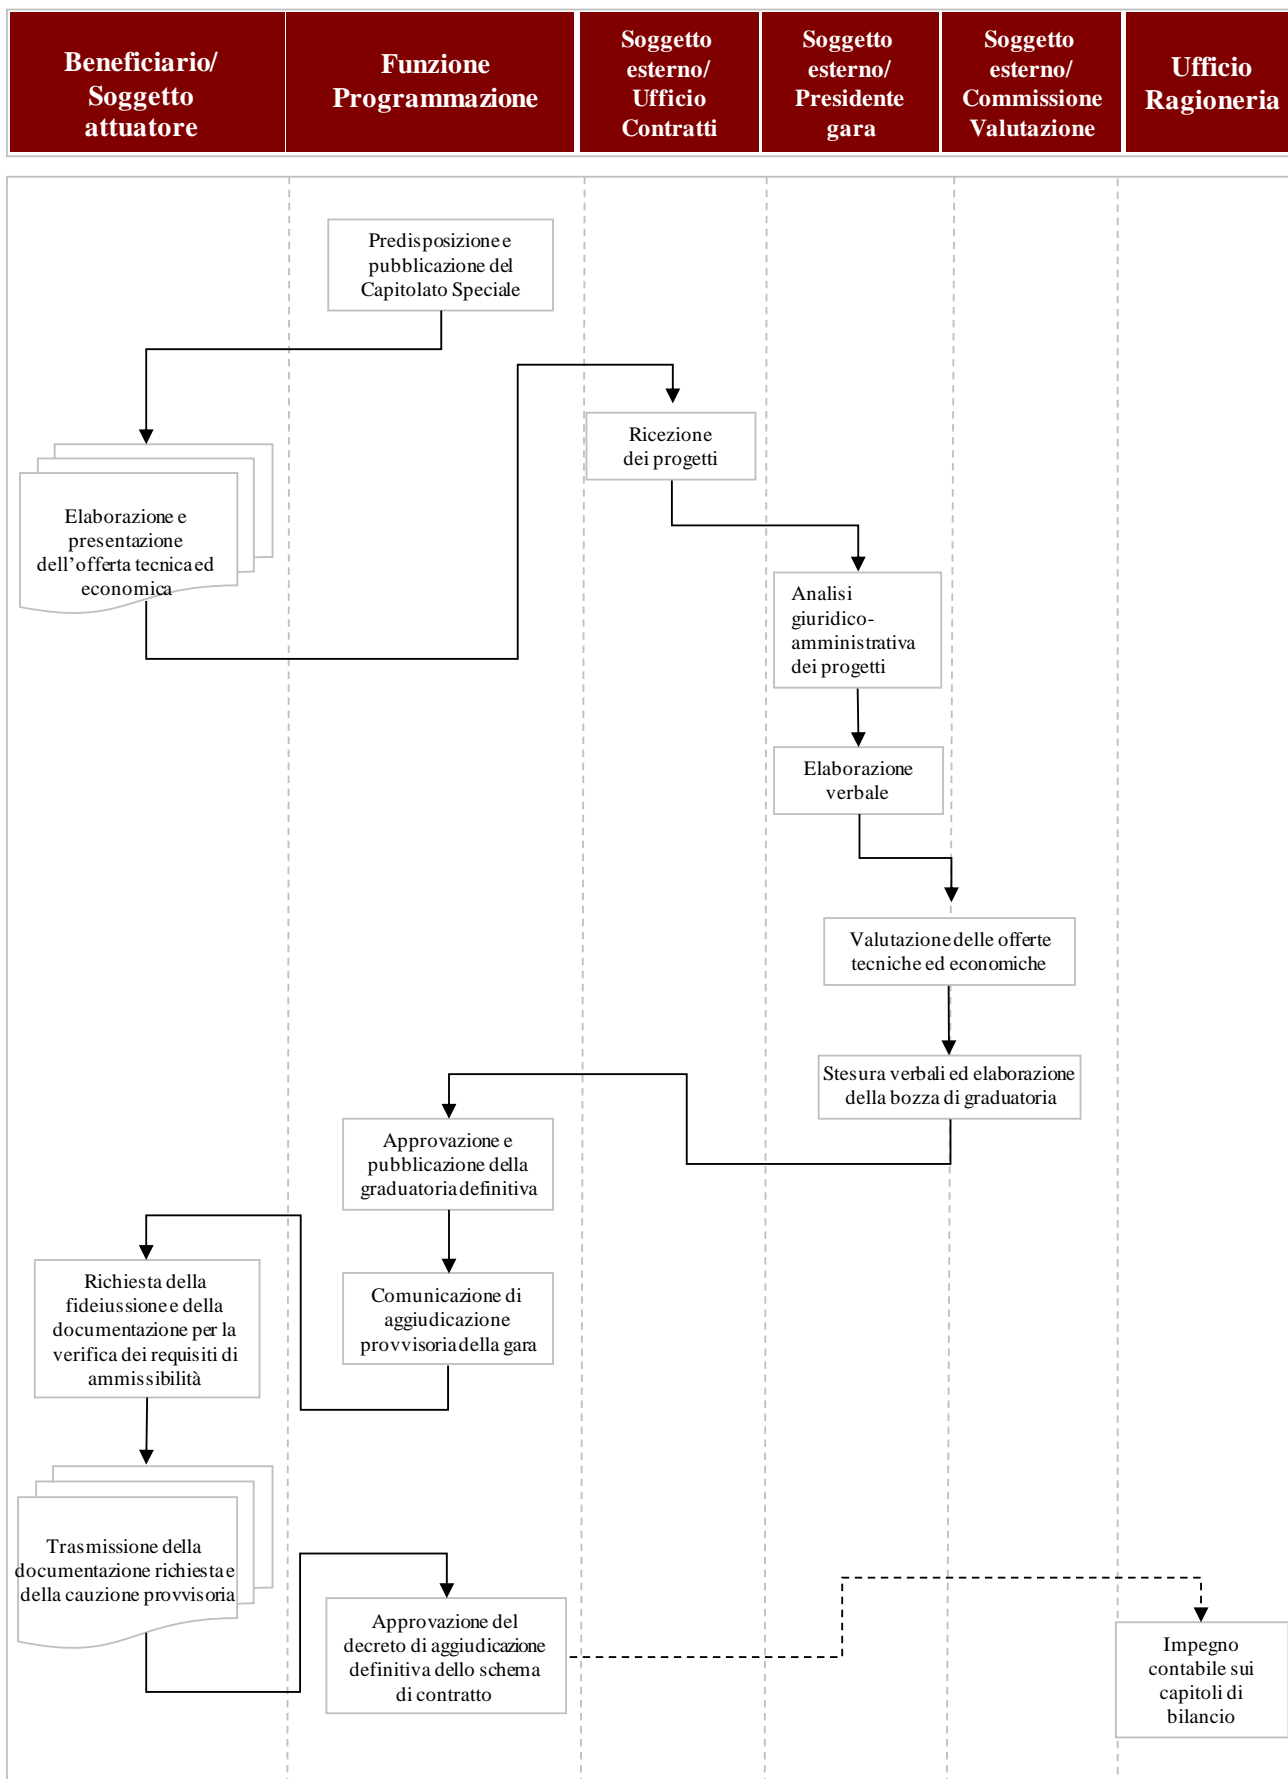 Beneficiario/
Soggetto
attuatore
Funzione
Programmazione
Soggetto
esterno/
Ufficio
Contratti
Soggetto
esterno/
Presidente
gara
Soggetto
esterno/
Commissione
Valutazione
Ufficio
Ragioneria
Predisposizione e
pubblicazione del
Capitolato Speciale
Ricezione
dei progetti
Elaborazione e
presentazione
dell’offerta tecnica ed
economica
Analisi
giuridico-
amministrativa
dei progetti
Elaborazione
verbale
Valutazione delle offerte
tecniche ed economiche
Stesura verbali ed elaborazione
della bozza di graduatoria
Approvazione e
pubblicazione della
graduatoria definitiva
Comunicazione di
aggiudicazione
provvisoria della gara
Richiesta della
fideiussione e della
documentazione per la
verifica dei requisiti di
ammissibilità
Trasmissione della
documentazione richiesta e
della cauzione provvisoria
Approvazione del
decreto di aggiudicazione
definitiva dello schema
di contratto
Impegno
contabile sui
capitoli di
bilancio